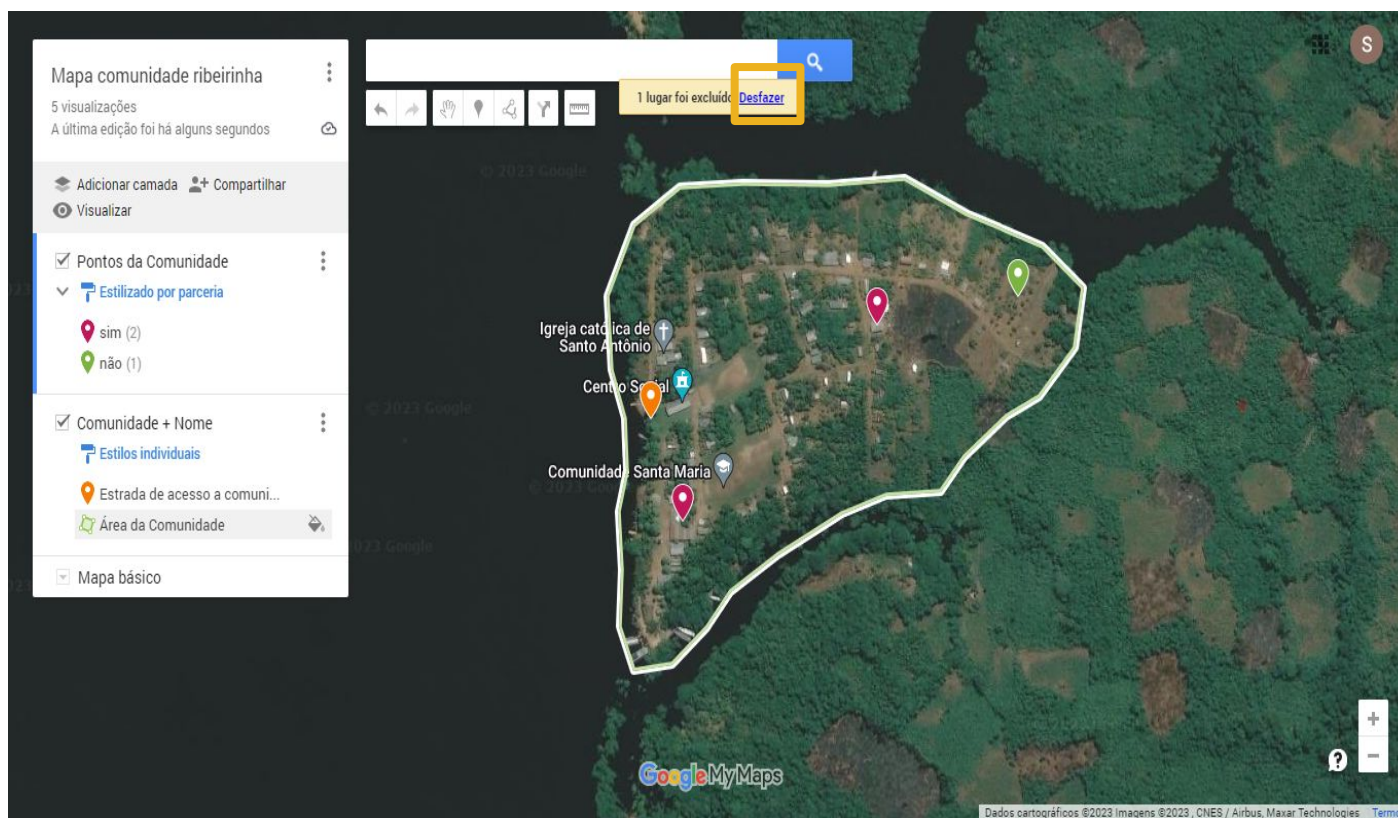 Mapa comunidade ribeirinha
5 visualizações
A última edição foi há alguns segundos
Adicionar camada Compartilhar
Visualizar
Pontos da Comunidade
Estilizado por parceria
sim (2)
não (1)
Comunidade + Nome
Estilos individuais
Estrada de acesso a comuni...
Área da Comunidade
Mapa básico
1 lugar foi excluído Desfazer
S
© 2023 Google
Igreja católica de
Santo Antônio
Centro Social
© 2023 Google
Comunidade Santa Maria
© 2023 Google
2023 Google
Google My Maps
Dados cartográficos ©2023 Imagens ©2023 , CNES / Airbus, Maxar Technologies